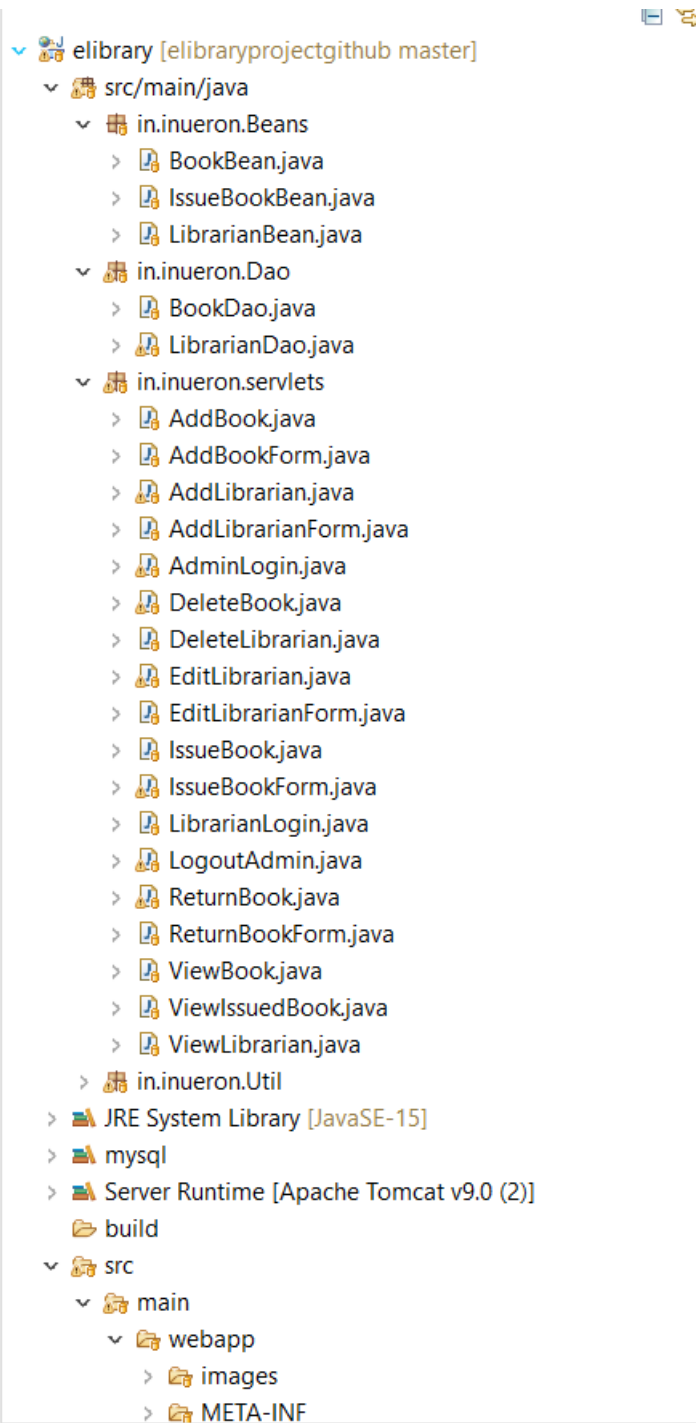 elibrary [elibraryprojectgithub master]
src/main/java
in.inueron.Beans
BookBean.java
IssueBookBean.java
LibrarianBean.java
in.inueron.Dao
BookDao.java
LibrarianDao.java
in.inueron.servlets
AddBook.java
AddBookForm.java
AddLibrarian.java
AddLibrarianForm.java
AdminLogin.java
DeleteBook.java
DeleteLibrarian.java
EditLibrarian.java
EditLibrarianForm.java
IssueBook.java
IssueBookForm.java
LibrarianLogin.java
LogoutAdmin.java
ReturnBook.java
ReturnBookForm.java
ViewBook.java
ViewIssuedBook.java
ViewLibrarian.java
in.inueron.Util
JRE System Library [JavaSE-15]
mysql
Server Runtime [Apache Tomcat v9.0 (2)]
build
src
main
webapp
images
META-INF